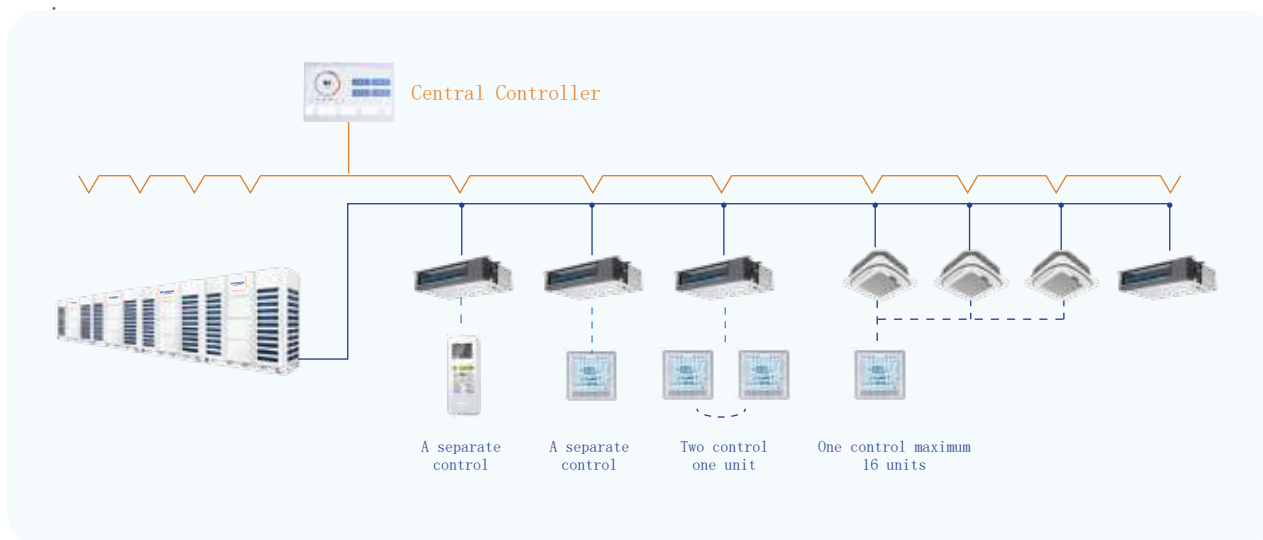 Central Controller
A separate
control
A separate
control
Two control
one unit
One control maximum
16 units